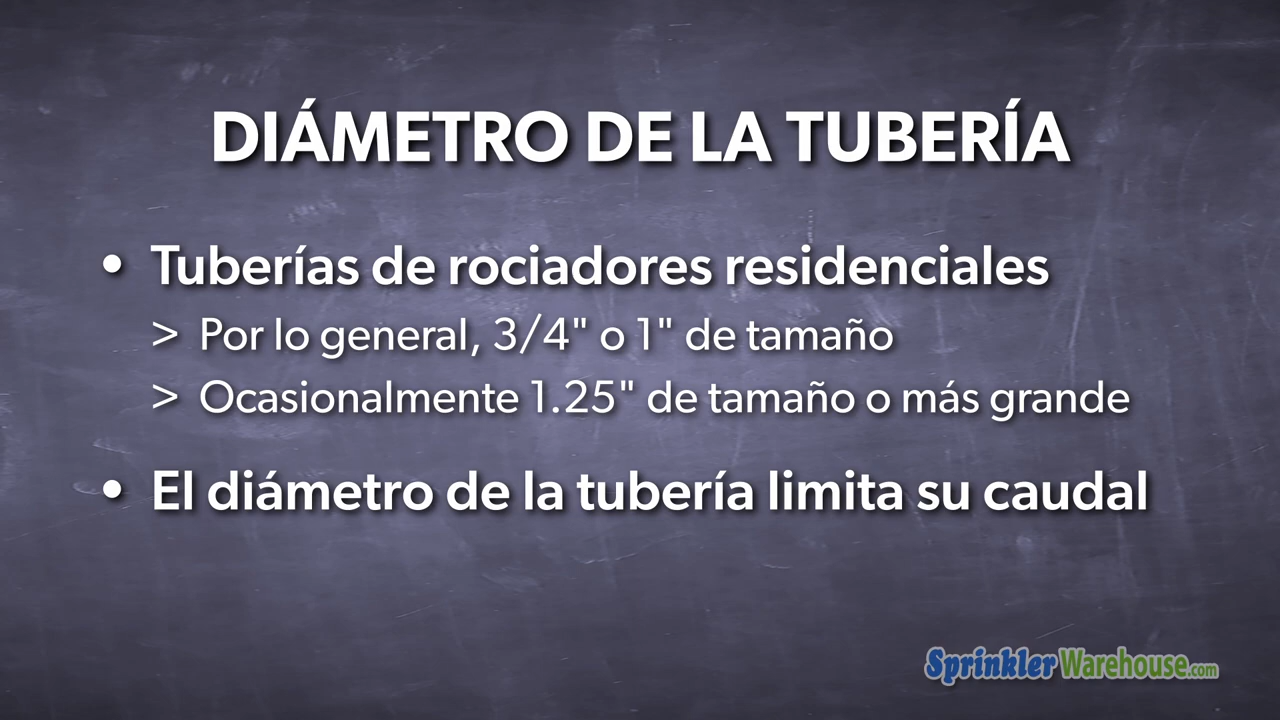 DIÁMETRO DE LA TUBERÍA
• Tuberías de rociadores residenciales
> Por lo general, 3/4" o 1" de tamaño
> Ocasionalmente 1.25" de tamaño o más grande
• El diámetro de la tubería limita su caudal
SprinklerWarehouse.com